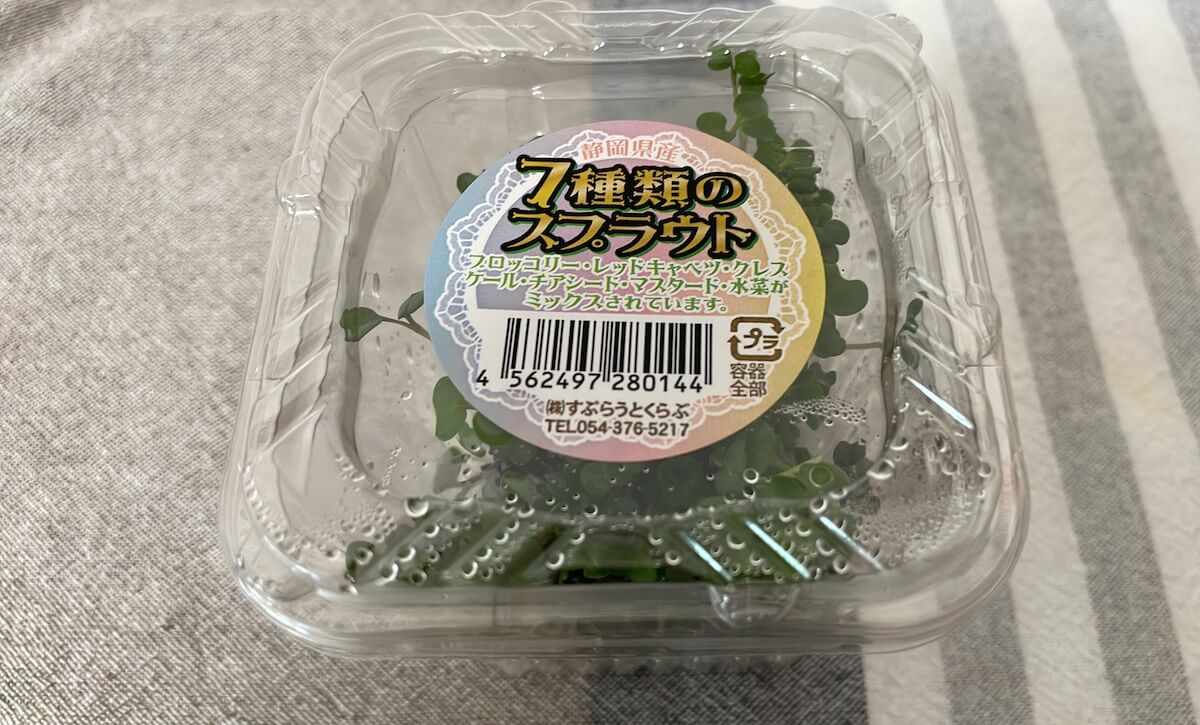 静岡県産
7種類の
スプラウト
ブロッコリー・レッドキャベツ・クレス
ケール・チアシード・マスタード・水菜が
ミックスされています。
プラ
容器
全部
4 562497 280144
㈱すぷらうとくらぶ
TEL054-376-5217